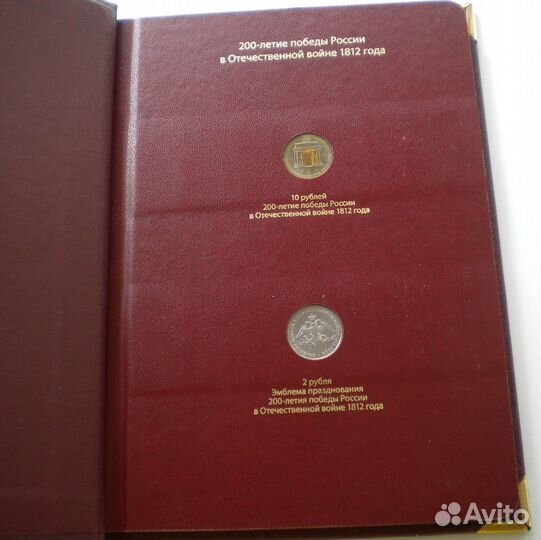 200-летие победы России
в Отечественной войне 1812 года
10 рублей
200-летие победы России
в Отечественной войне 1812 года
2 рубля
Эмблема празднования
200-летия победы России
в Отечественной войне 1812 года
Avito